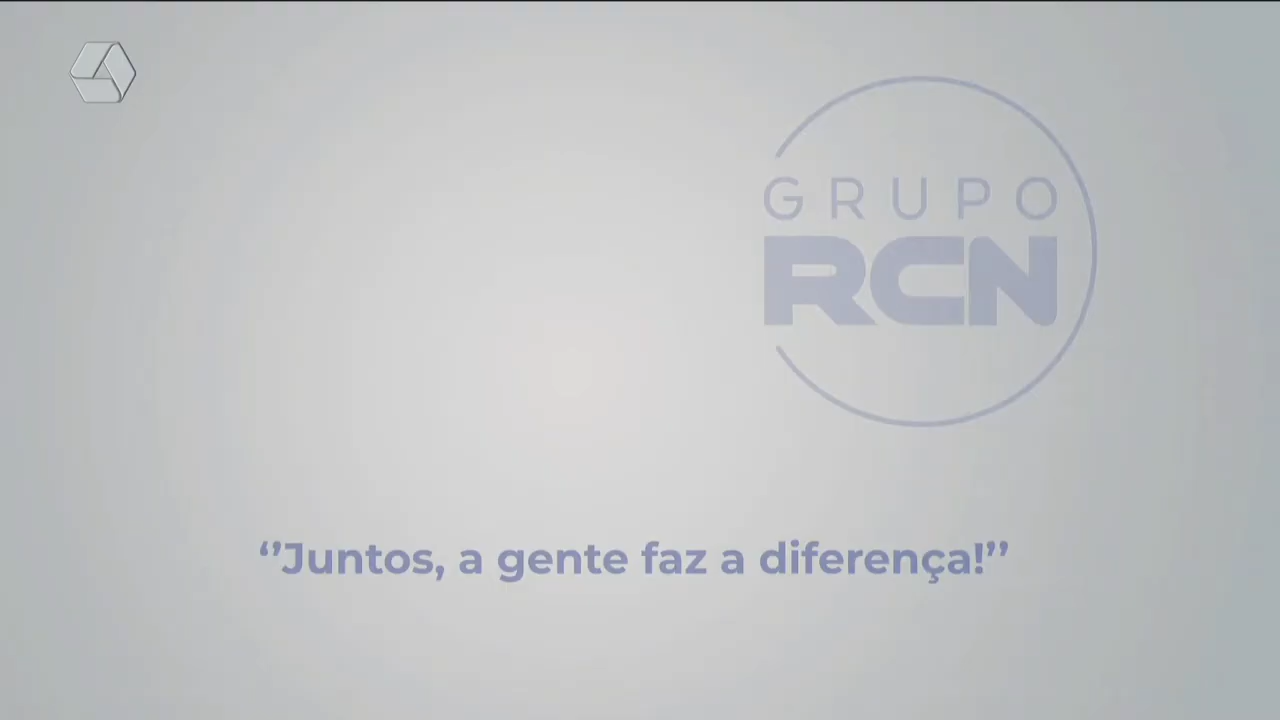 GRUPO
RCN
‘’Juntos, a gente faz a diferença!’’